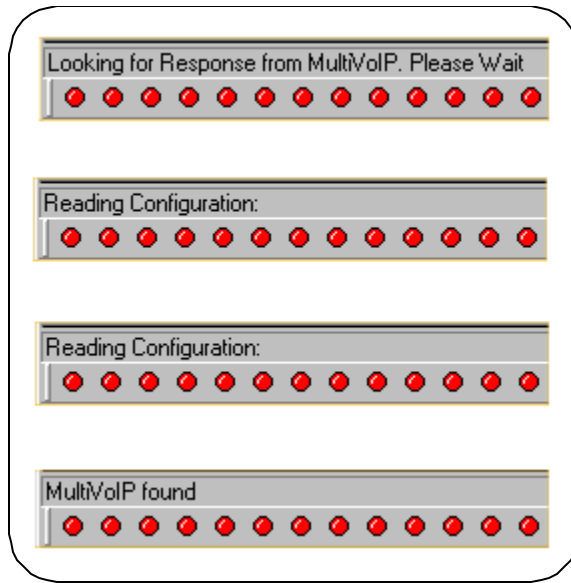 Looking for Response from MultiVoIP. Please Wait
Reading Configuration:
Reading Configuration:
MultiVoIP found